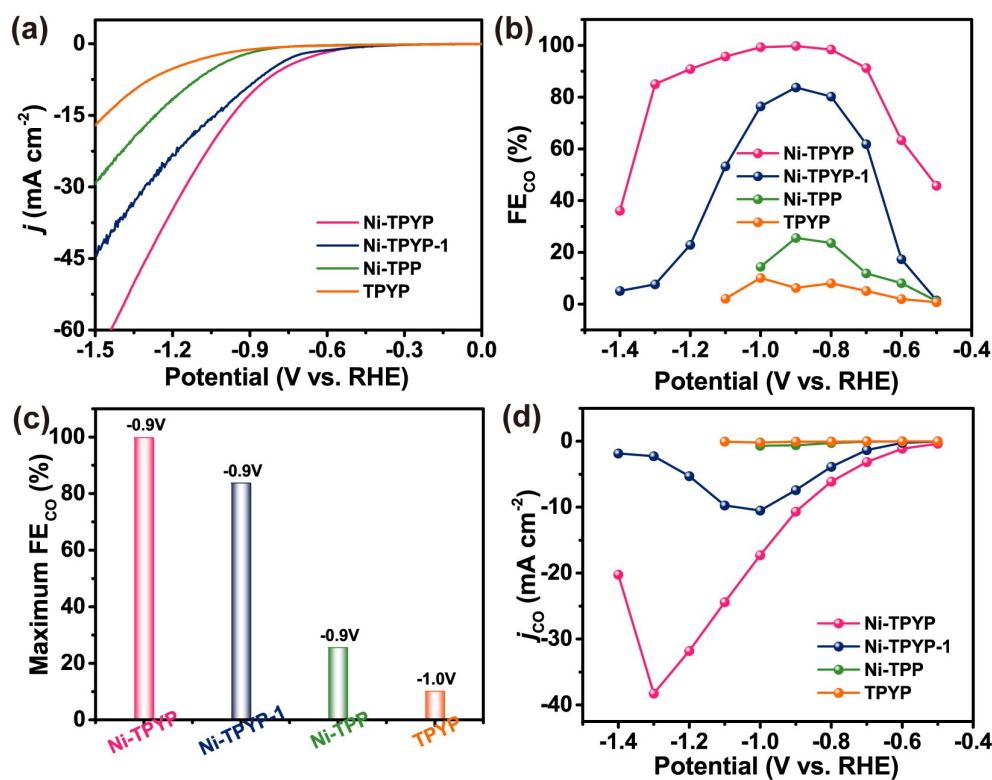 (a)
0
-15
-30
-45
-60
j (mA cm-2)
Ni-TPYP
Ni-TPYP-1
Ni-TPP
TPYP
-1.5 -1.2 -0.9 -0.6 -0.3 0.0
Potential (V vs. RHE)
(b)
100
80
60
40
20
0
FECO (%)
Ni-TPYP
Ni-TPYP-1
Ni-TPP
TPYP
-1.4 -1.2 -1.0 -0.8 -0.6 -0.4
Potential (V vs. RHE)
(c)
100
80
60
40
20
0
Maximum FECO (%)
-0.9V
-0.9V
-0.9V
-1.0V
Ni-TPYP
Ni-TPYP-1
Ni-TPP
TPYP
(d)
0
-10
-20
-30
-40
jCO (mA cm-2)
Ni-TPYP
Ni-TPYP-1
Ni-TPP
TPYP
-1.4 -1.2 -1.0 -0.8 -0.6 -0.4
Potential (V vs. RHE)